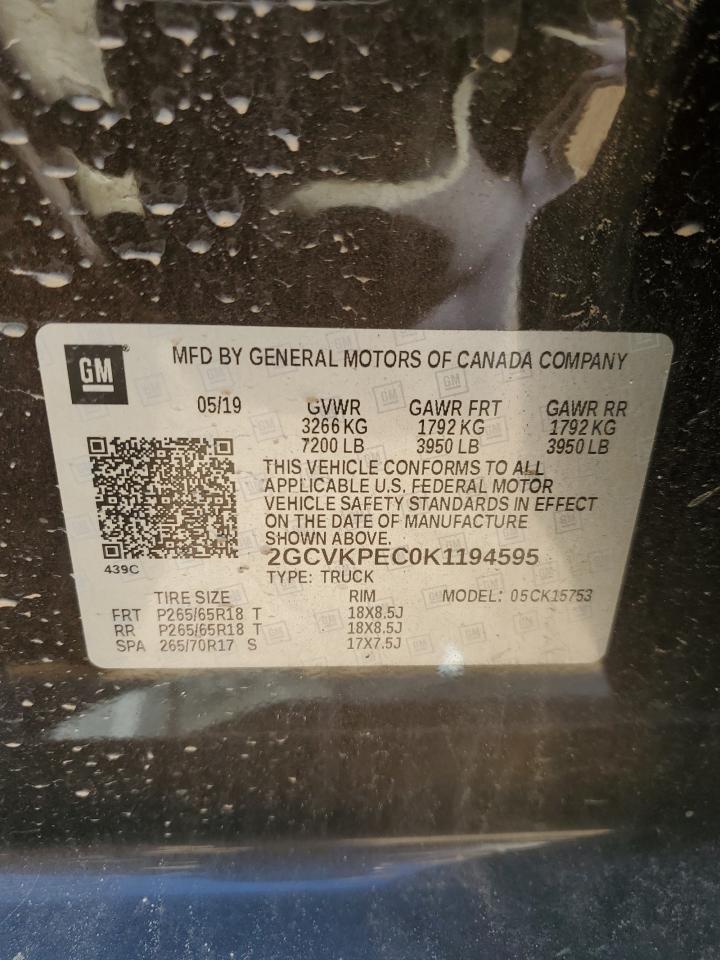 GM
MFD BY GENERAL MOTORS OF CANADA COMPANY
05/19 GVWR GAWR FRT GAWR RR
3266 KG 1792 KG 1792 KG
7200 LB 3950 LB 3950 LB
THIS VEHICLE CONFORMS TO ALL
APPLICABLE U.S. FEDERAL MOTOR
VEHICLE SAFETY STANDARDS IN EFFECT
ON THE DATE OF MANUFACTURE
SHOWN ABOVE.
439C
2GCVKPEC0K1194595
TYPE: TRUCK
TIRE SIZE RIM MODEL: 05CK15753
FRT P265/65R18 T 18X8.5J
RR P265/65R18 T 18X8.5J
SPA 265/70R17 S 17X7.5J